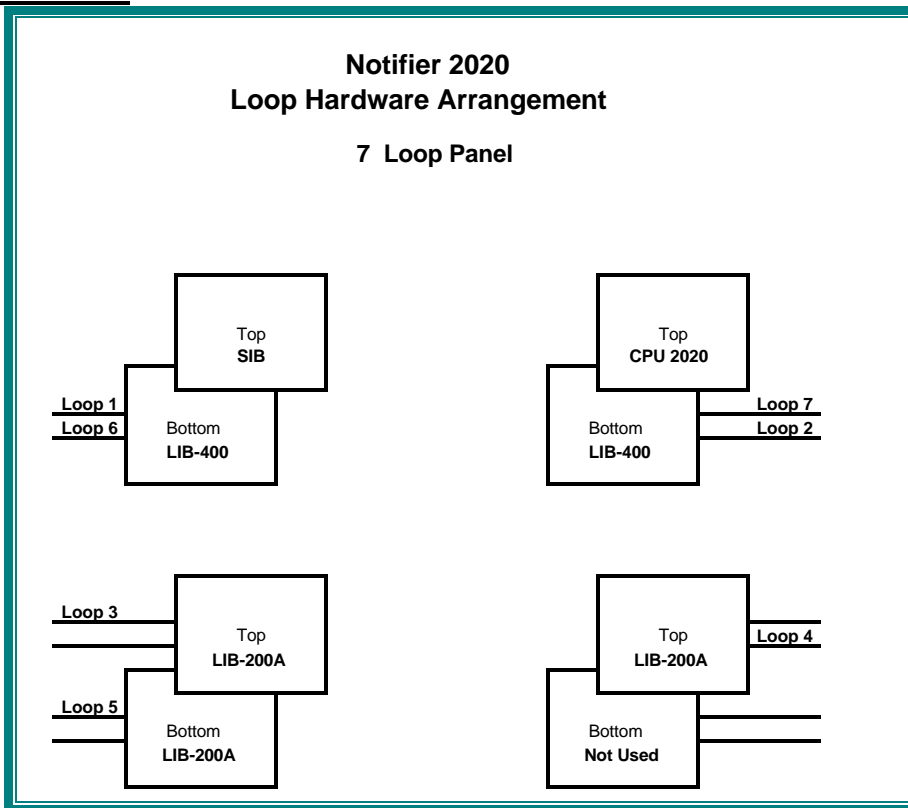 Notifier 2020
Loop Hardware Arrangement
7 Loop Panel
Top
SIB
Loop 1
Loop 6
Bottom
LIB-400
Top
CPU 2020
Bottom
LIB-400
Loop 7
Loop 2
Loop 3
Top
LIB-200A
Loop 5
Bottom
LIB-200A
Top
LIB-200A
Loop 4
Bottom
Not Used